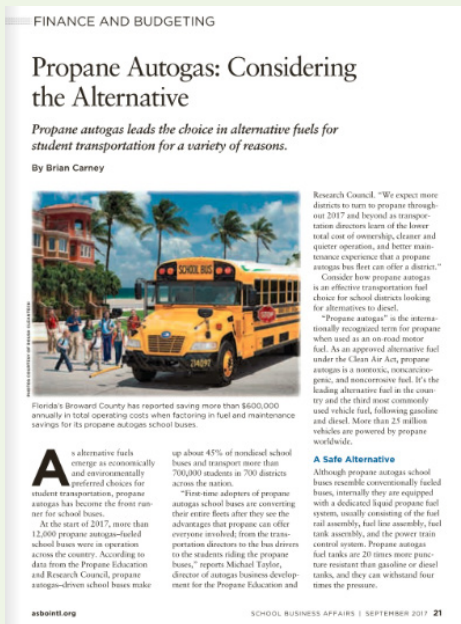 FINANCE AND BUDGETING
Propane Autogas: Considering
the Alternative
Propane autogas leads the choice in alternative fuels for
student transportation for a variety of reasons.
By Brian Carney
SCHOOL BUS
Florida's Broward County has reported saving more than $600,000
annually in total operating costs when factoring in fuel and maintenance
savings for its propane autogas school buses.
As alternative fuels
emerge as economically
and environmentally
preferred choices for
student transportation, propane
autogas has become the front run-
ner for school buses.
At the start of 2017, more than
12,000 propane autogas–fueled
school buses were in operation
across the country. According to
data from the Propane Education
and Research Council, propane
autogas–driven school buses make
up about 45% of nondiesel school
buses and transport more than
700,000 students in 700 districts
across the nation.
"First-time adopters of propane
autogas school buses are converting
their entire fleets after they see the
advantages that propane can offer
everyone involved; from the trans-
portation directors to the bus drivers
to the students riding the propane
buses," reports Michael Taylor,
director of autogas business develop-
ment for the Propane Education and
Research Council. "We expect more
districts to turn to propane through-
out 2017 and beyond as transpor-
tation directors learn of the lower
total cost of ownership, cleaner and
quieter operation, and better main-
tenance experience that a propane
autogas bus fleet can offer a district."
Consider how propane autogas
is an effective transportation fuel
choice for school districts looking
for alternatives to diesel.
"Propane autogas" is the interna-
tionally recognized term for propane
when used as an on-road motor
fuel. As an approved alternative fuel
under the Clean Air Act, propane
autogas is a nontoxic, noncarcino-
genic, and noncorrosive fuel. It's the
leading alternative fuel in the coun-
try and the third most commonly
used vehicle fuel, following gasoline
and diesel. More than 25 million
vehicles are powered by propane
worldwide.
A Safe Alternative
Although propane autogas school
buses resemble conventionally fueled
buses, internally they are equipped
with a dedicated liquid propane fuel
system, usually consisting of the fuel
rail assembly, fuel line assembly, fuel
tank assembly, and the power train
control system. Propane autogas
fuel tanks are 20 times more punc-
ture resistant than gasoline or diesel
tanks, and they can withstand four
times the pressure.
asbointl.org
SCHOOL BUSINESS AFFAIRS | SEPTEMBER 2017 21